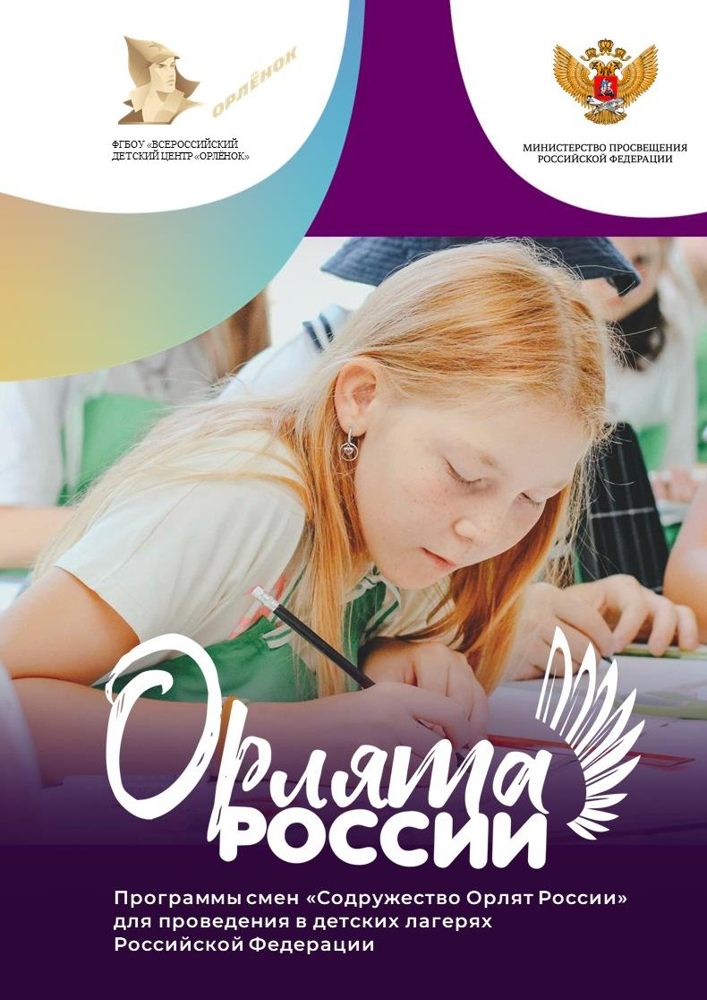 ОРЛЁНОК
ФГБОУ «ВСЕРОССИЙСКИЙ
ДЕТСКИЙ ЦЕНТР «ОРЛЁНОК»
МИНИСТЕРСТВО ПРОСВЕЩЕНИЯ
РОССИЙСКОЙ ФЕДЕРАЦИИ
Орлята
РОССИИ
Программы смен «Содружество Орлят России»
для проведения в детских лагерях
Российской Федерации